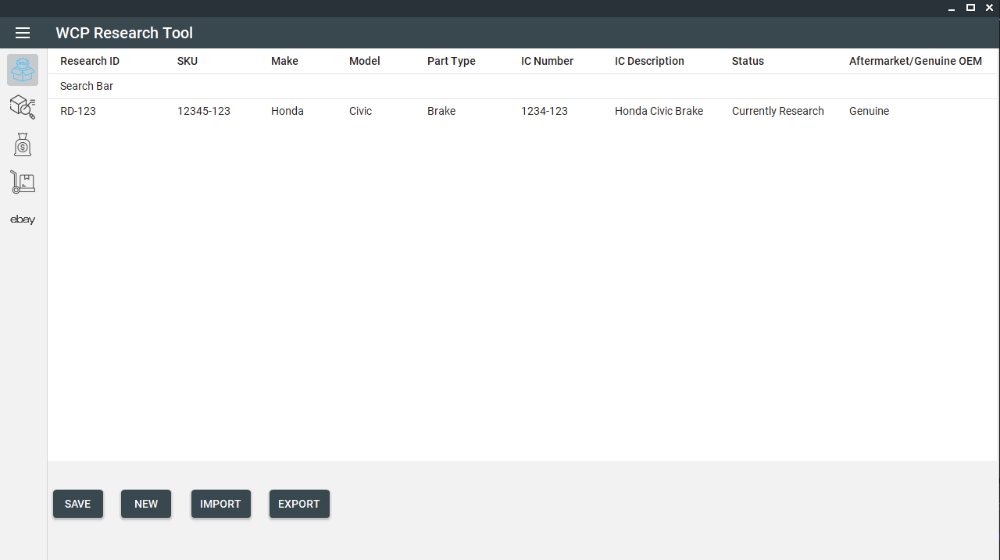 WCP Research Tool
Research ID SKU Make Model Part Type IC Number IC Description Status Aftermarket/Genuine OEM
Search Bar
RD-123 12345-123 Honda Civic Brake 1234-123 Honda Civic Brake Currently Research Genuine
ebay
SAVE NEW IMPORT EXPORT